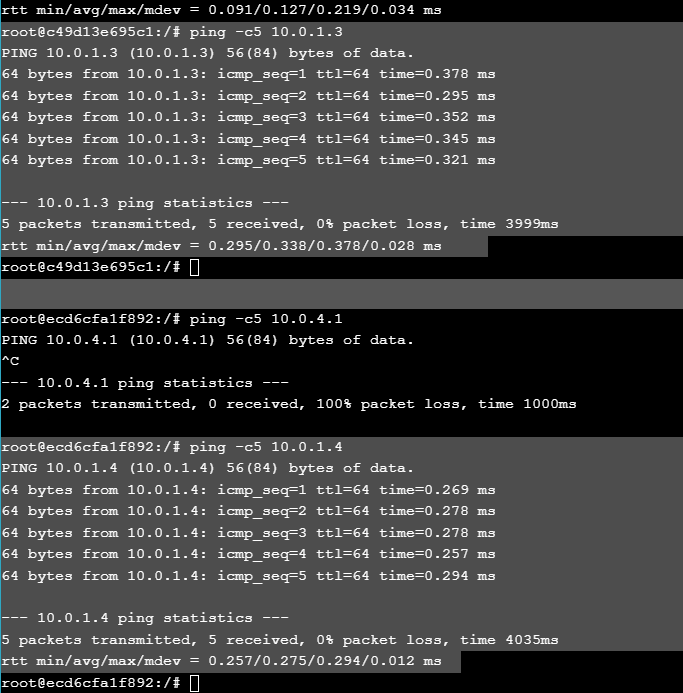 rtt min/avg/max/mdev = 0.091/0.127/0.219/0.034 ms
root@c49d13e695c1:/# ping -c5 10.0.1.3
PING 10.0.1.3 (10.0.1.3) 56(84) bytes of data.
64 bytes from 10.0.1.3: icmp_seq=1 ttl=64 time=0.378 ms
64 bytes from 10.0.1.3: icmp_seq=2 ttl=64 time=0.295 ms
64 bytes from 10.0.1.3: icmp_seq=3 ttl=64 time=0.352 ms
64 bytes from 10.0.1.3: icmp_seq=4 ttl=64 time=0.345 ms
64 bytes from 10.0.1.3: icmp_seq=5 ttl=64 time=0.321 ms
--- 10.0.1.3 ping statistics ---
5 packets transmitted, 5 received, 0% packet loss, time 3999ms
rtt min/avg/max/mdev = 0.295/0.338/0.378/0.028 ms
root@c49d13e695c1:/#
root@ecd6cfa1f892:/# ping -c5 10.0.4.1
PING 10.0.4.1 (10.0.4.1) 56(84) bytes of data.
^C
--- 10.0.4.1 ping statistics ---
2 packets transmitted, 0 received, 100% packet loss, time 1000ms
root@ecd6cfa1f892:/# ping -c5 10.0.1.4
PING 10.0.1.4 (10.0.1.4) 56(84) bytes of data.
64 bytes from 10.0.1.4: icmp_seq=1 ttl=64 time=0.269 ms
64 bytes from 10.0.1.4: icmp_seq=2 ttl=64 time=0.278 ms
64 bytes from 10.0.1.4: icmp_seq=3 ttl=64 time=0.278 ms
64 bytes from 10.0.1.4: icmp_seq=4 ttl=64 time=0.257 ms
64 bytes from 10.0.1.4: icmp_seq=5 ttl=64 time=0.294 ms
--- 10.0.1.4 ping statistics ---
5 packets transmitted, 5 received, 0% packet loss, time 4035ms
rtt min/avg/max/mdev = 0.257/0.275/0.294/0.012 ms
root@ecd6cfa1f892:/#